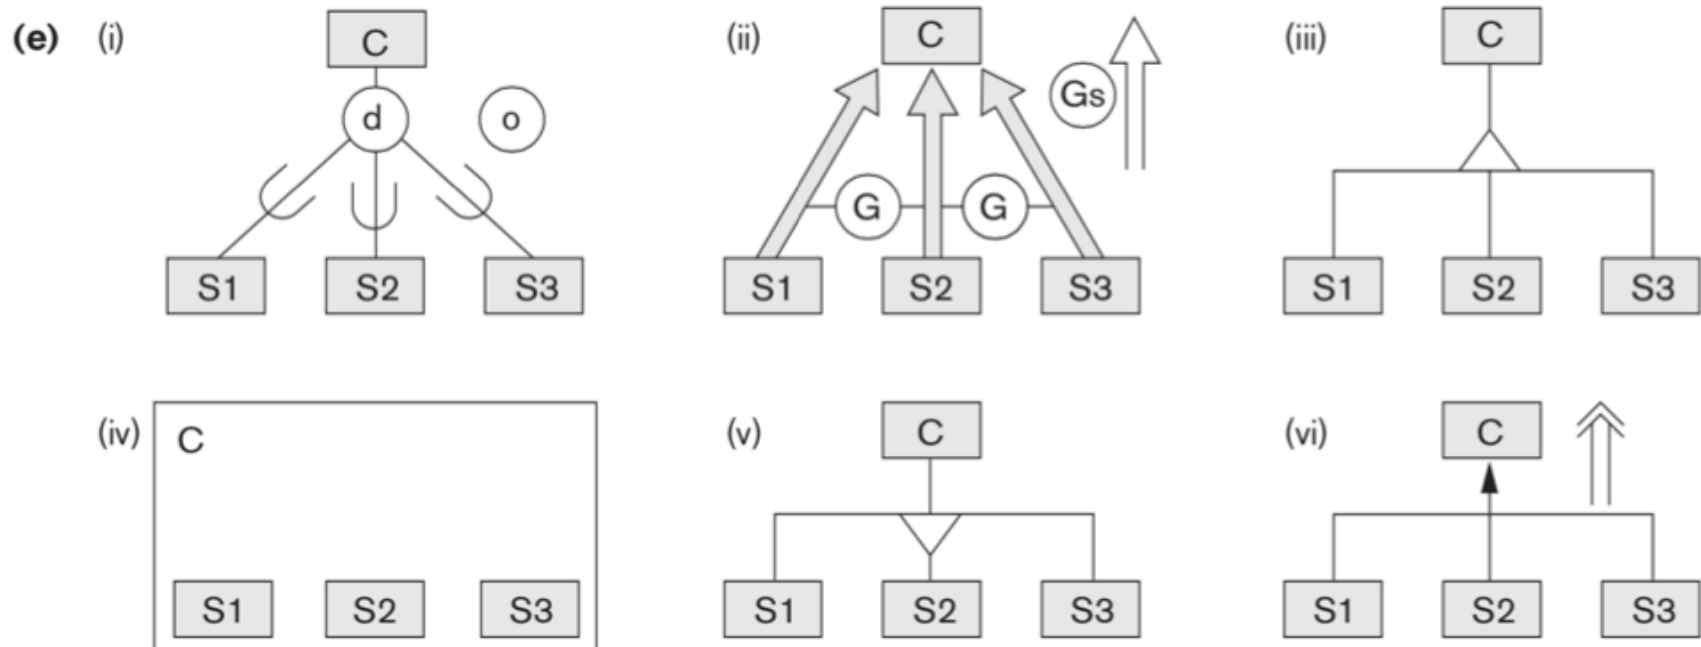 (e) (i) C (ii) C (iii) C
d o Gs
G G
S1 S2 S3 S1 S2 S3 S1 S2 S3
(iv) C (v) C (vi) C
S1 S2 S3 S1 S2 S3 S1 S2 S3